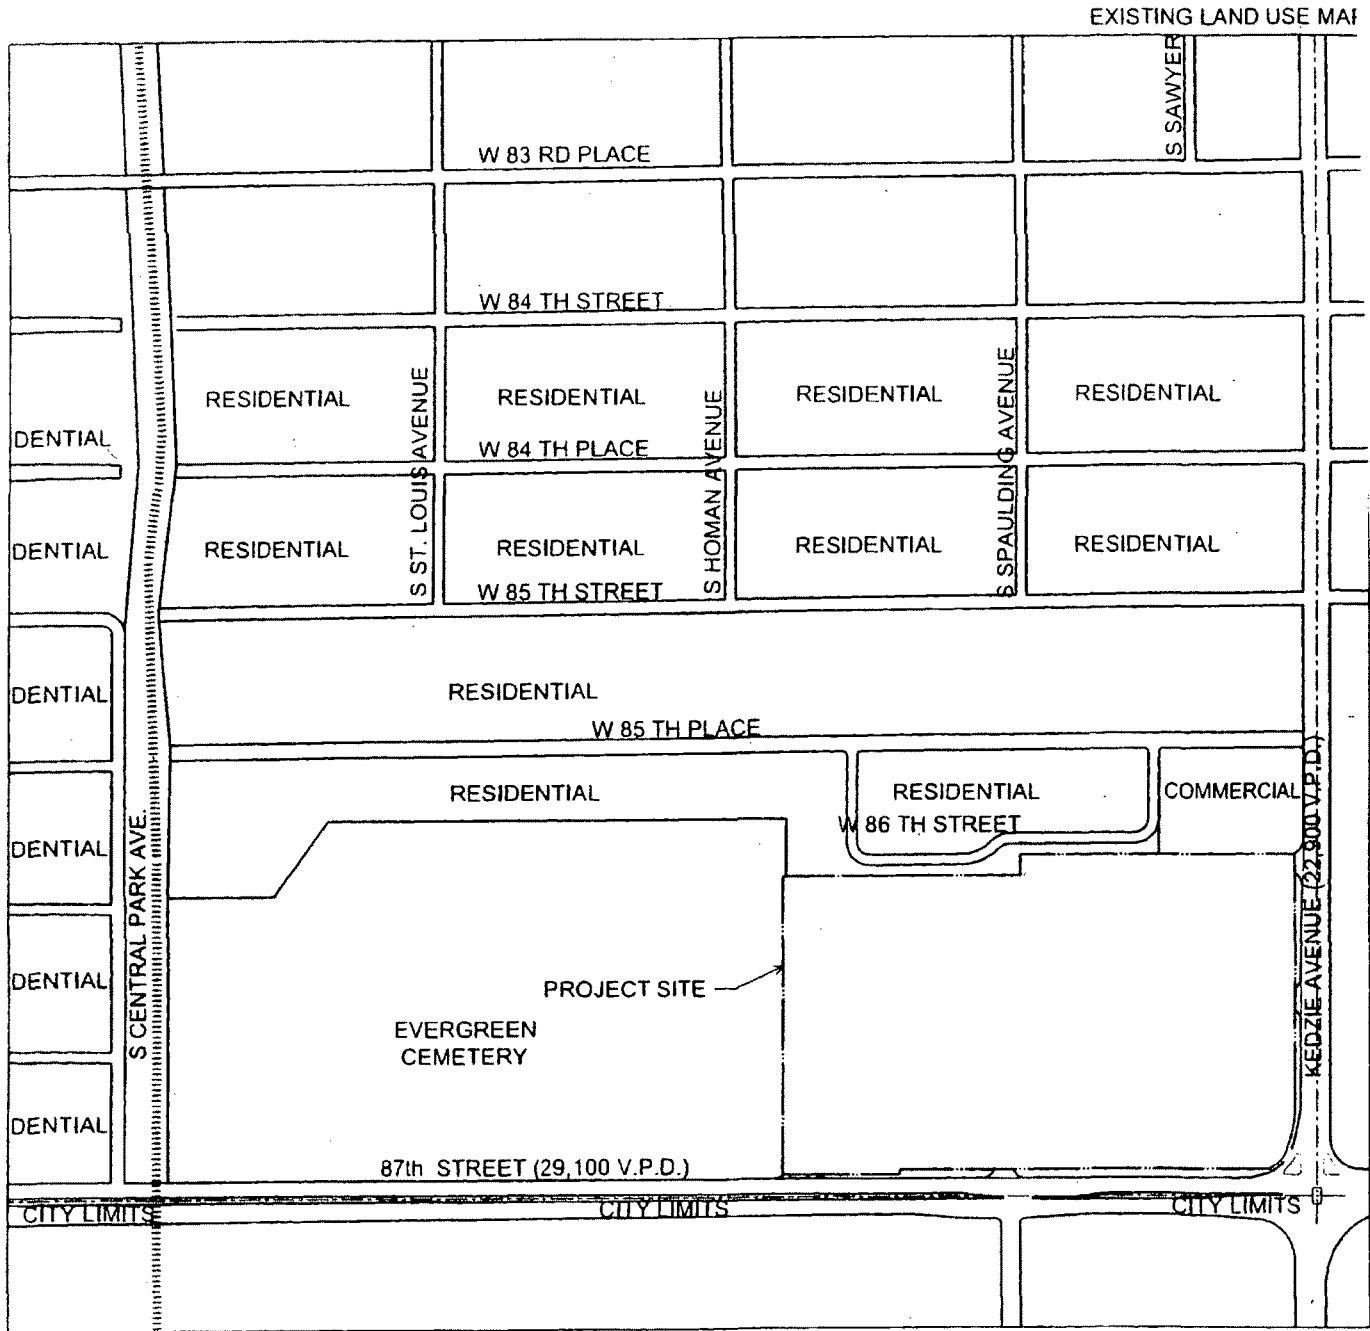 EXISTING LAND USE MAP
S SAWYER
W 83 RD PLACE
W 84 TH STREET
RESIDENTIAL
S ST. LOUIS AVENUE
RESIDENTIAL
S HOMAN AVENUE
RESIDENTIAL
S SPAULDING AVENUE
RESIDENTIAL
DENTIAL
W 84 TH PLACE
DENTIAL
RESIDENTIAL
RESIDENTIAL
RESIDENTIAL
RESIDENTIAL
W 85 TH STREET
DENTIAL
RESIDENTIAL
W 85 TH PLACE
RESIDENTIAL
RESIDENTIAL
COMMERCIAL
KEDZIE AVENUE (22,900 V.P.D.)
W 86 TH STREET
DENTIAL
S CENTRAL PARK AVE.
DENTIAL
PROJECT SITE
EVERGREEN
CEMETERY
DENTIAL
87th STREET (29,100 V.P.D.)
CITY LIMITS
CITY LIMITS
CITY LIMITS